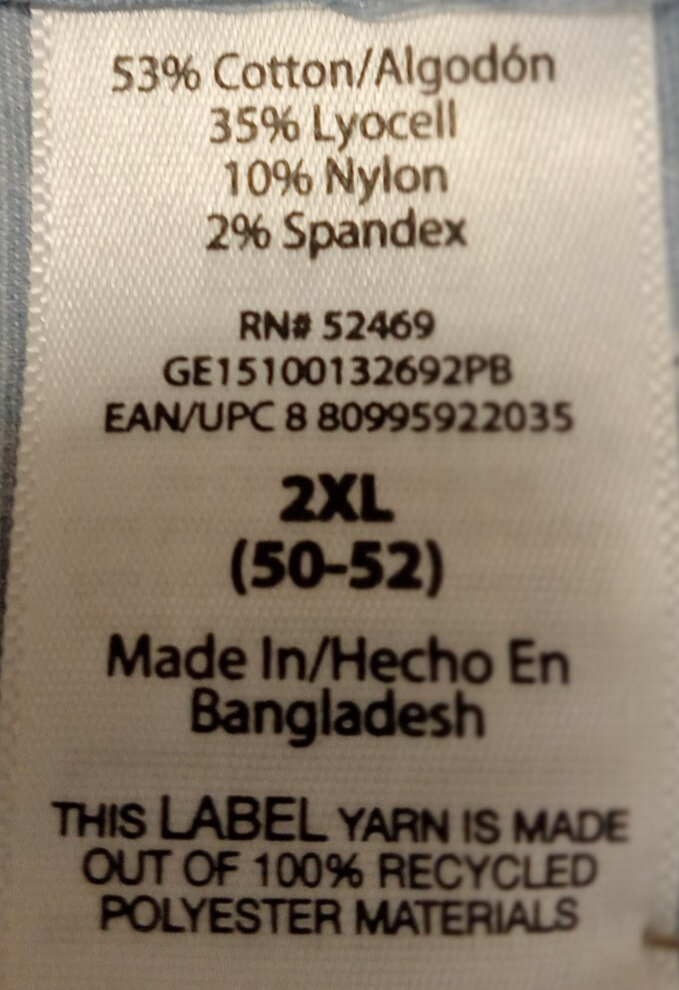 53% Cotton/Algodón
35% Lyocell
10% Nylon
2% Spandex
RN# 52469
GE15100132692PB
EAN/UPC 8 80995922035
2XL
(50-52)
Made In/Hecho En
Bangladesh
THIS LABEL YARN IS MADE
OUT OF 100% RECYCLED
POLYESTER MATERIALS